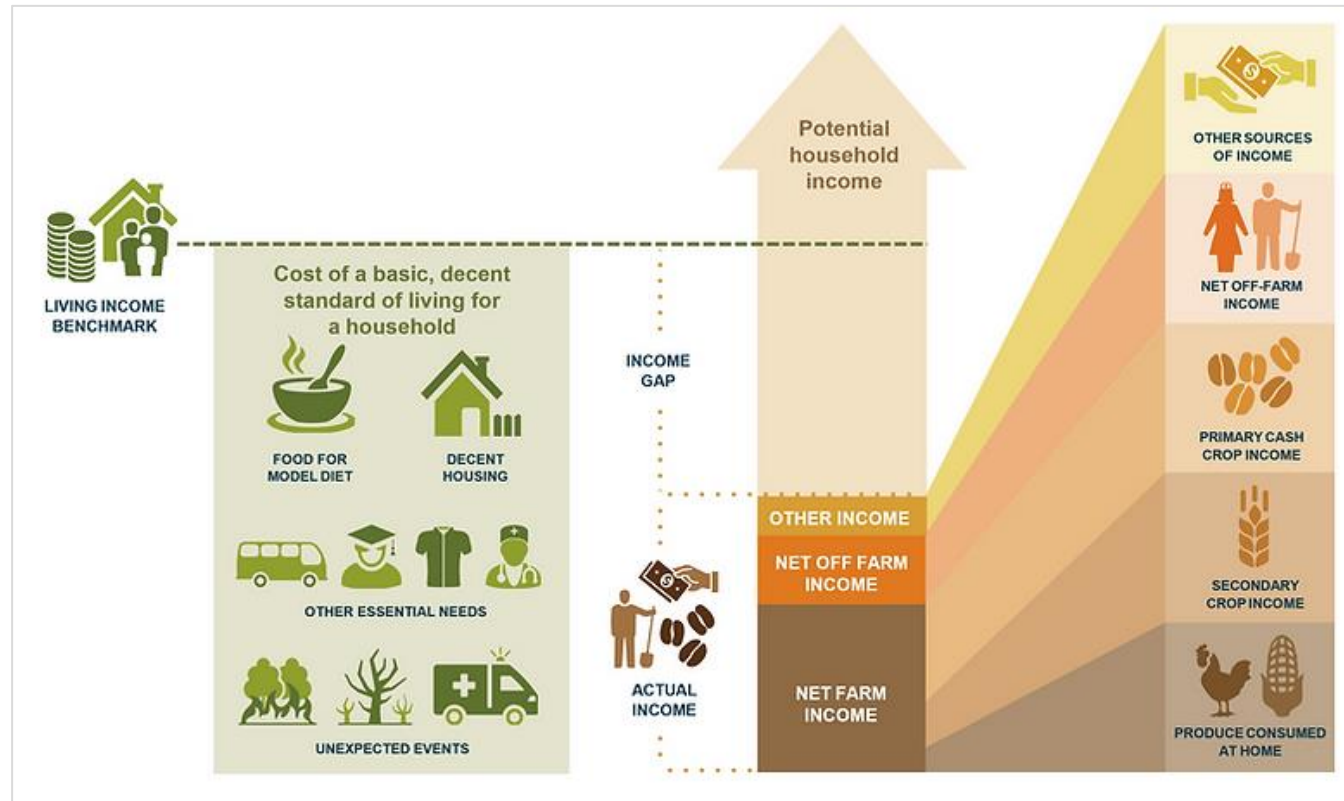 LIVING INCOME
BENCHMARK
Cost of a basic, decent
standard of living for
a household
FOOD FOR
MODEL DIET
DECENT
HOUSING
OTHER ESSENTIAL NEEDS
UNEXPECTED EVENTS
INCOME
GAP
ACTUAL
INCOME
Potential
household
income
OTHER INCOME
NET OFF FARM
INCOME
NET FARM
INCOME
OTHER SOURCES
OF INCOME
NET OFF-FARM
INCOME
PRIMARY CASH
CROP INCOME
SECONDARY
CROP INCOME
PRODUCE CONSUMED
AT HOME